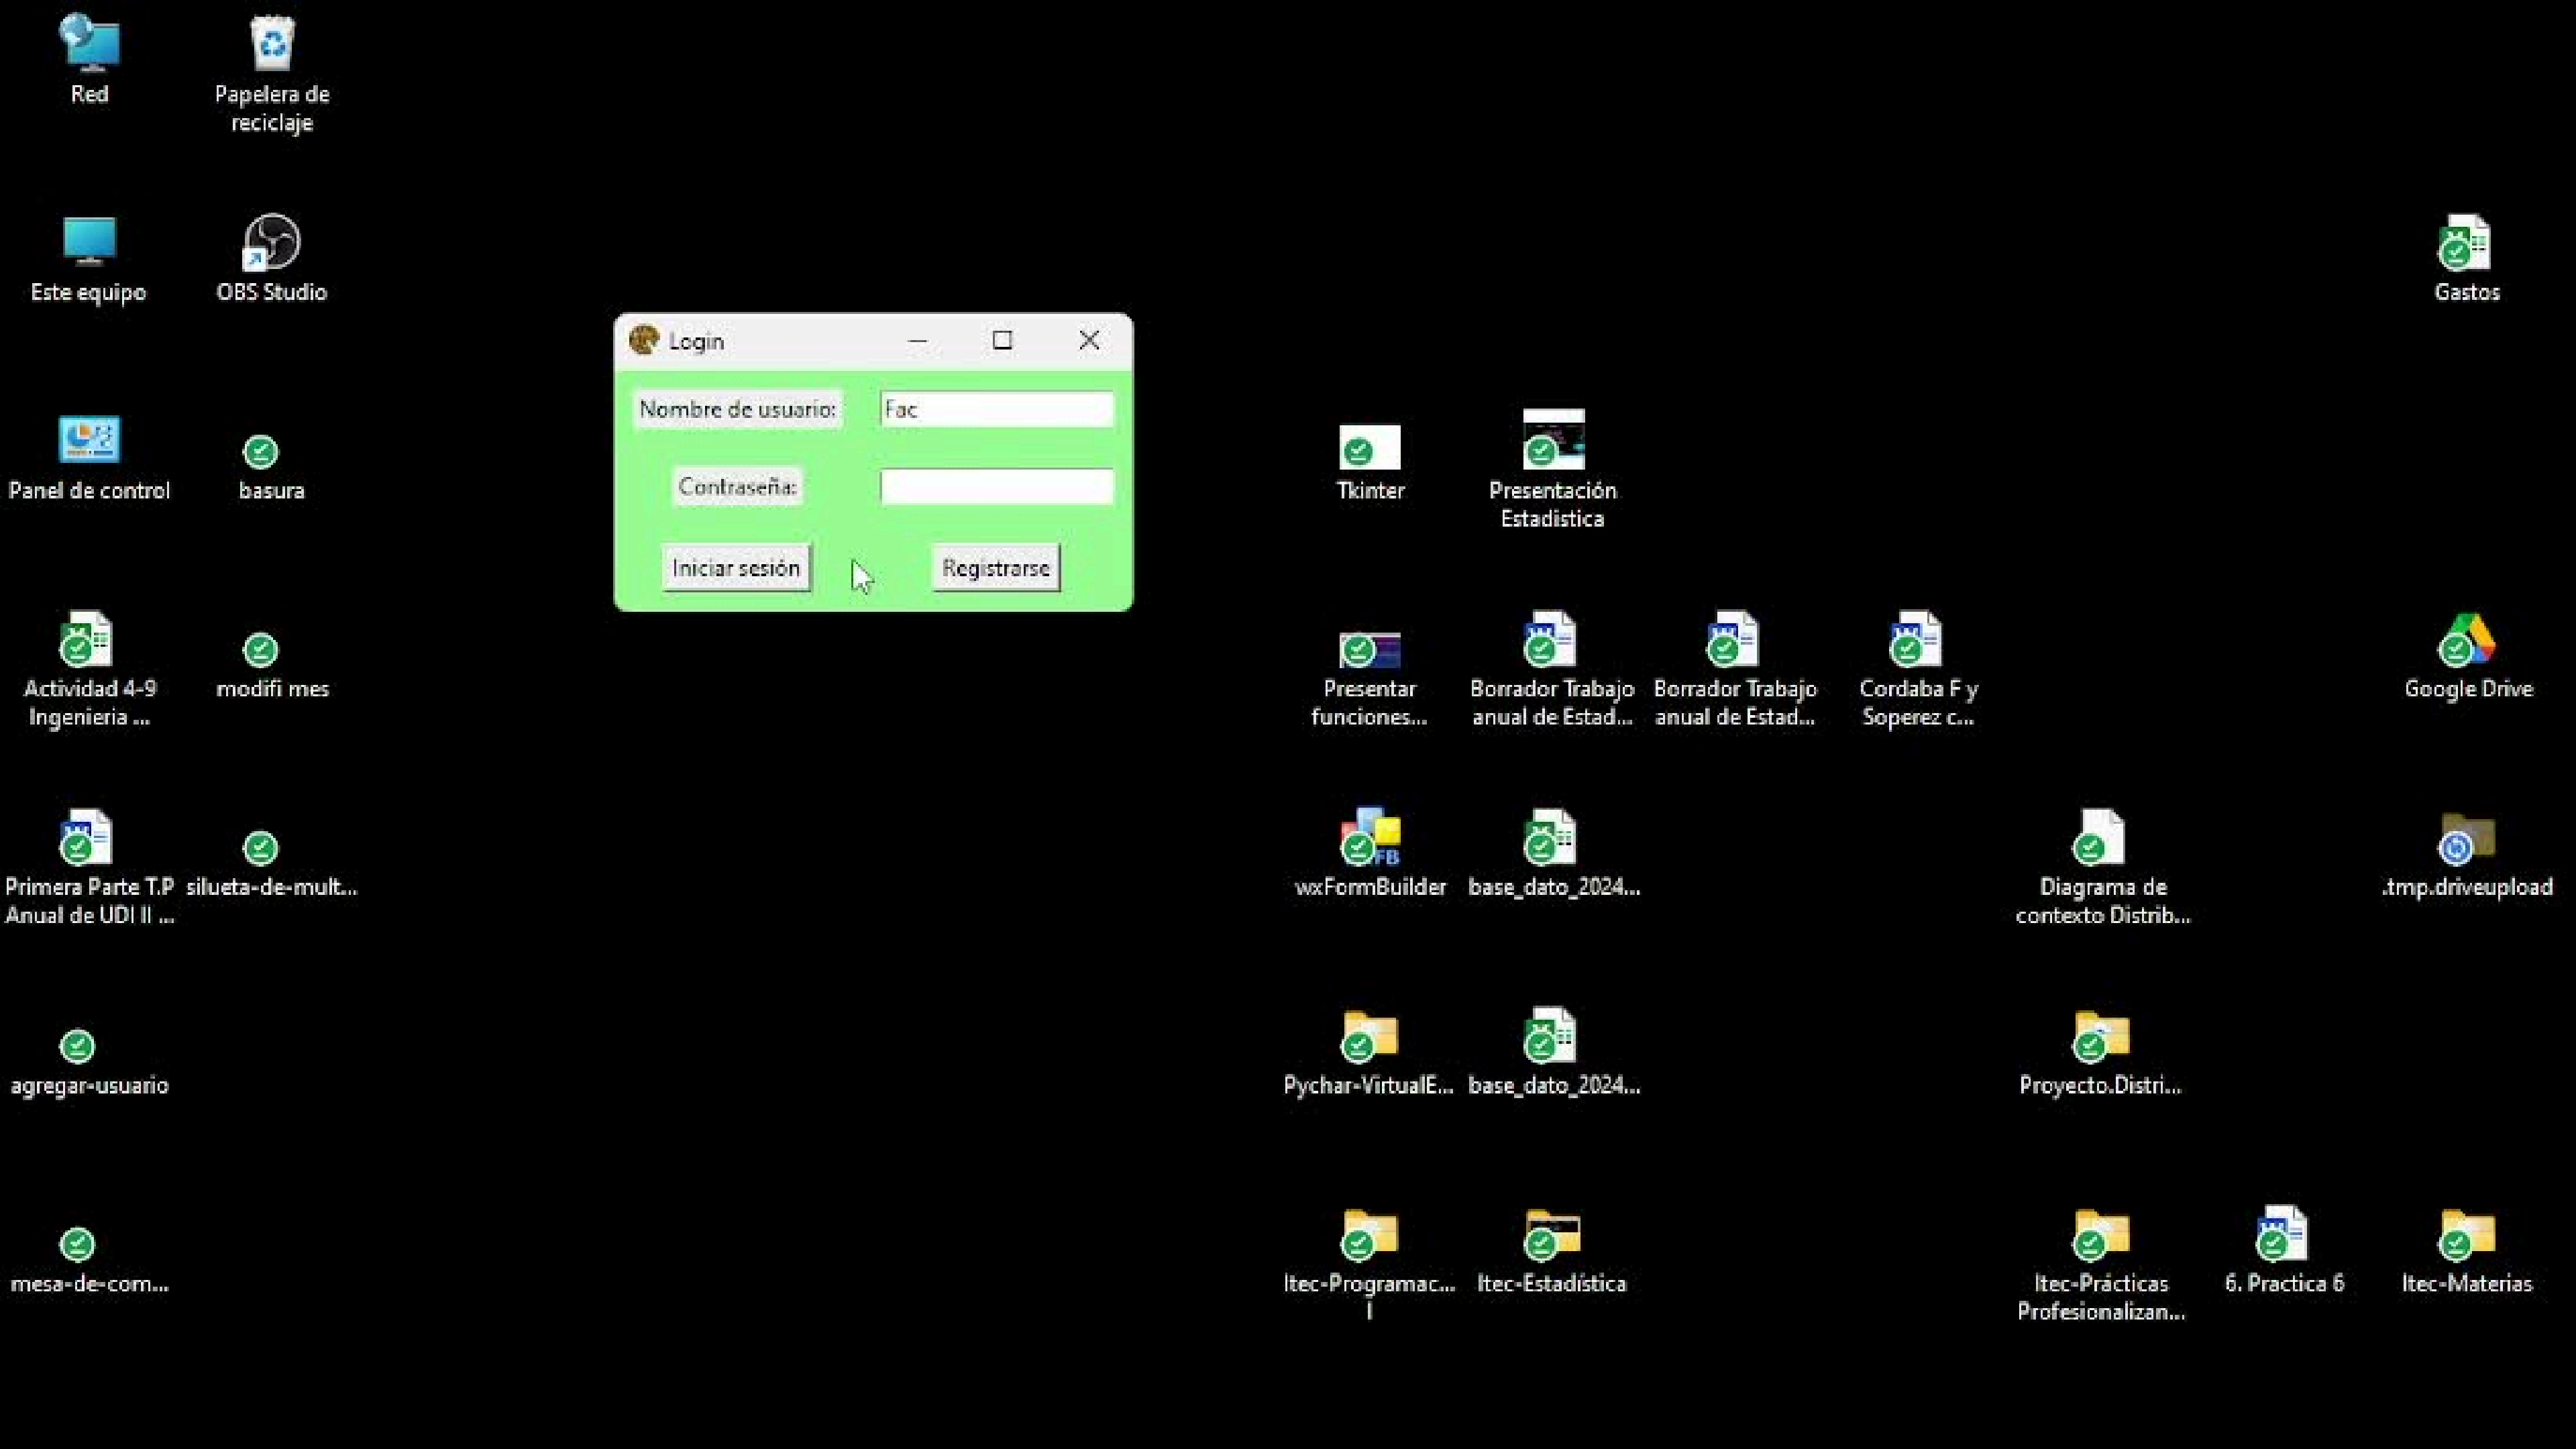 Red
Papelera de
reciclaje
Este equipo
OBS Studio
Gastos
Login
Nombre de usuario:
Fac
Contraseña:
Iniciar sesión
Registrarse
Panel de control
basura
Tkinter
Presentación
Estadistica
Actividad 4-9
Ingenieria ...
modifi mes
Presentar
funciones...
Borrador Trabajo
anual de Estad...
Borrador Trabajo
anual de Estad...
Cordaba F y
Soperez c...
Google Drive
Primera Parte T.P
Anual de UDI II ...
silueta-de-mult...
FB
wxFormBuilder
base_dato_2024...
Diagrama de
contexto Distrib...
.tmp.driveupload
agregar-usuario
Pychar-VirtualE...
base_dato_2024...
Proyecto.Distri...
mesa-de-com...
Itec-Programac...
I
Itec-Estadística
Itec-Prácticas
Profesionalizan...
6. Practica 6
Itec-Materias